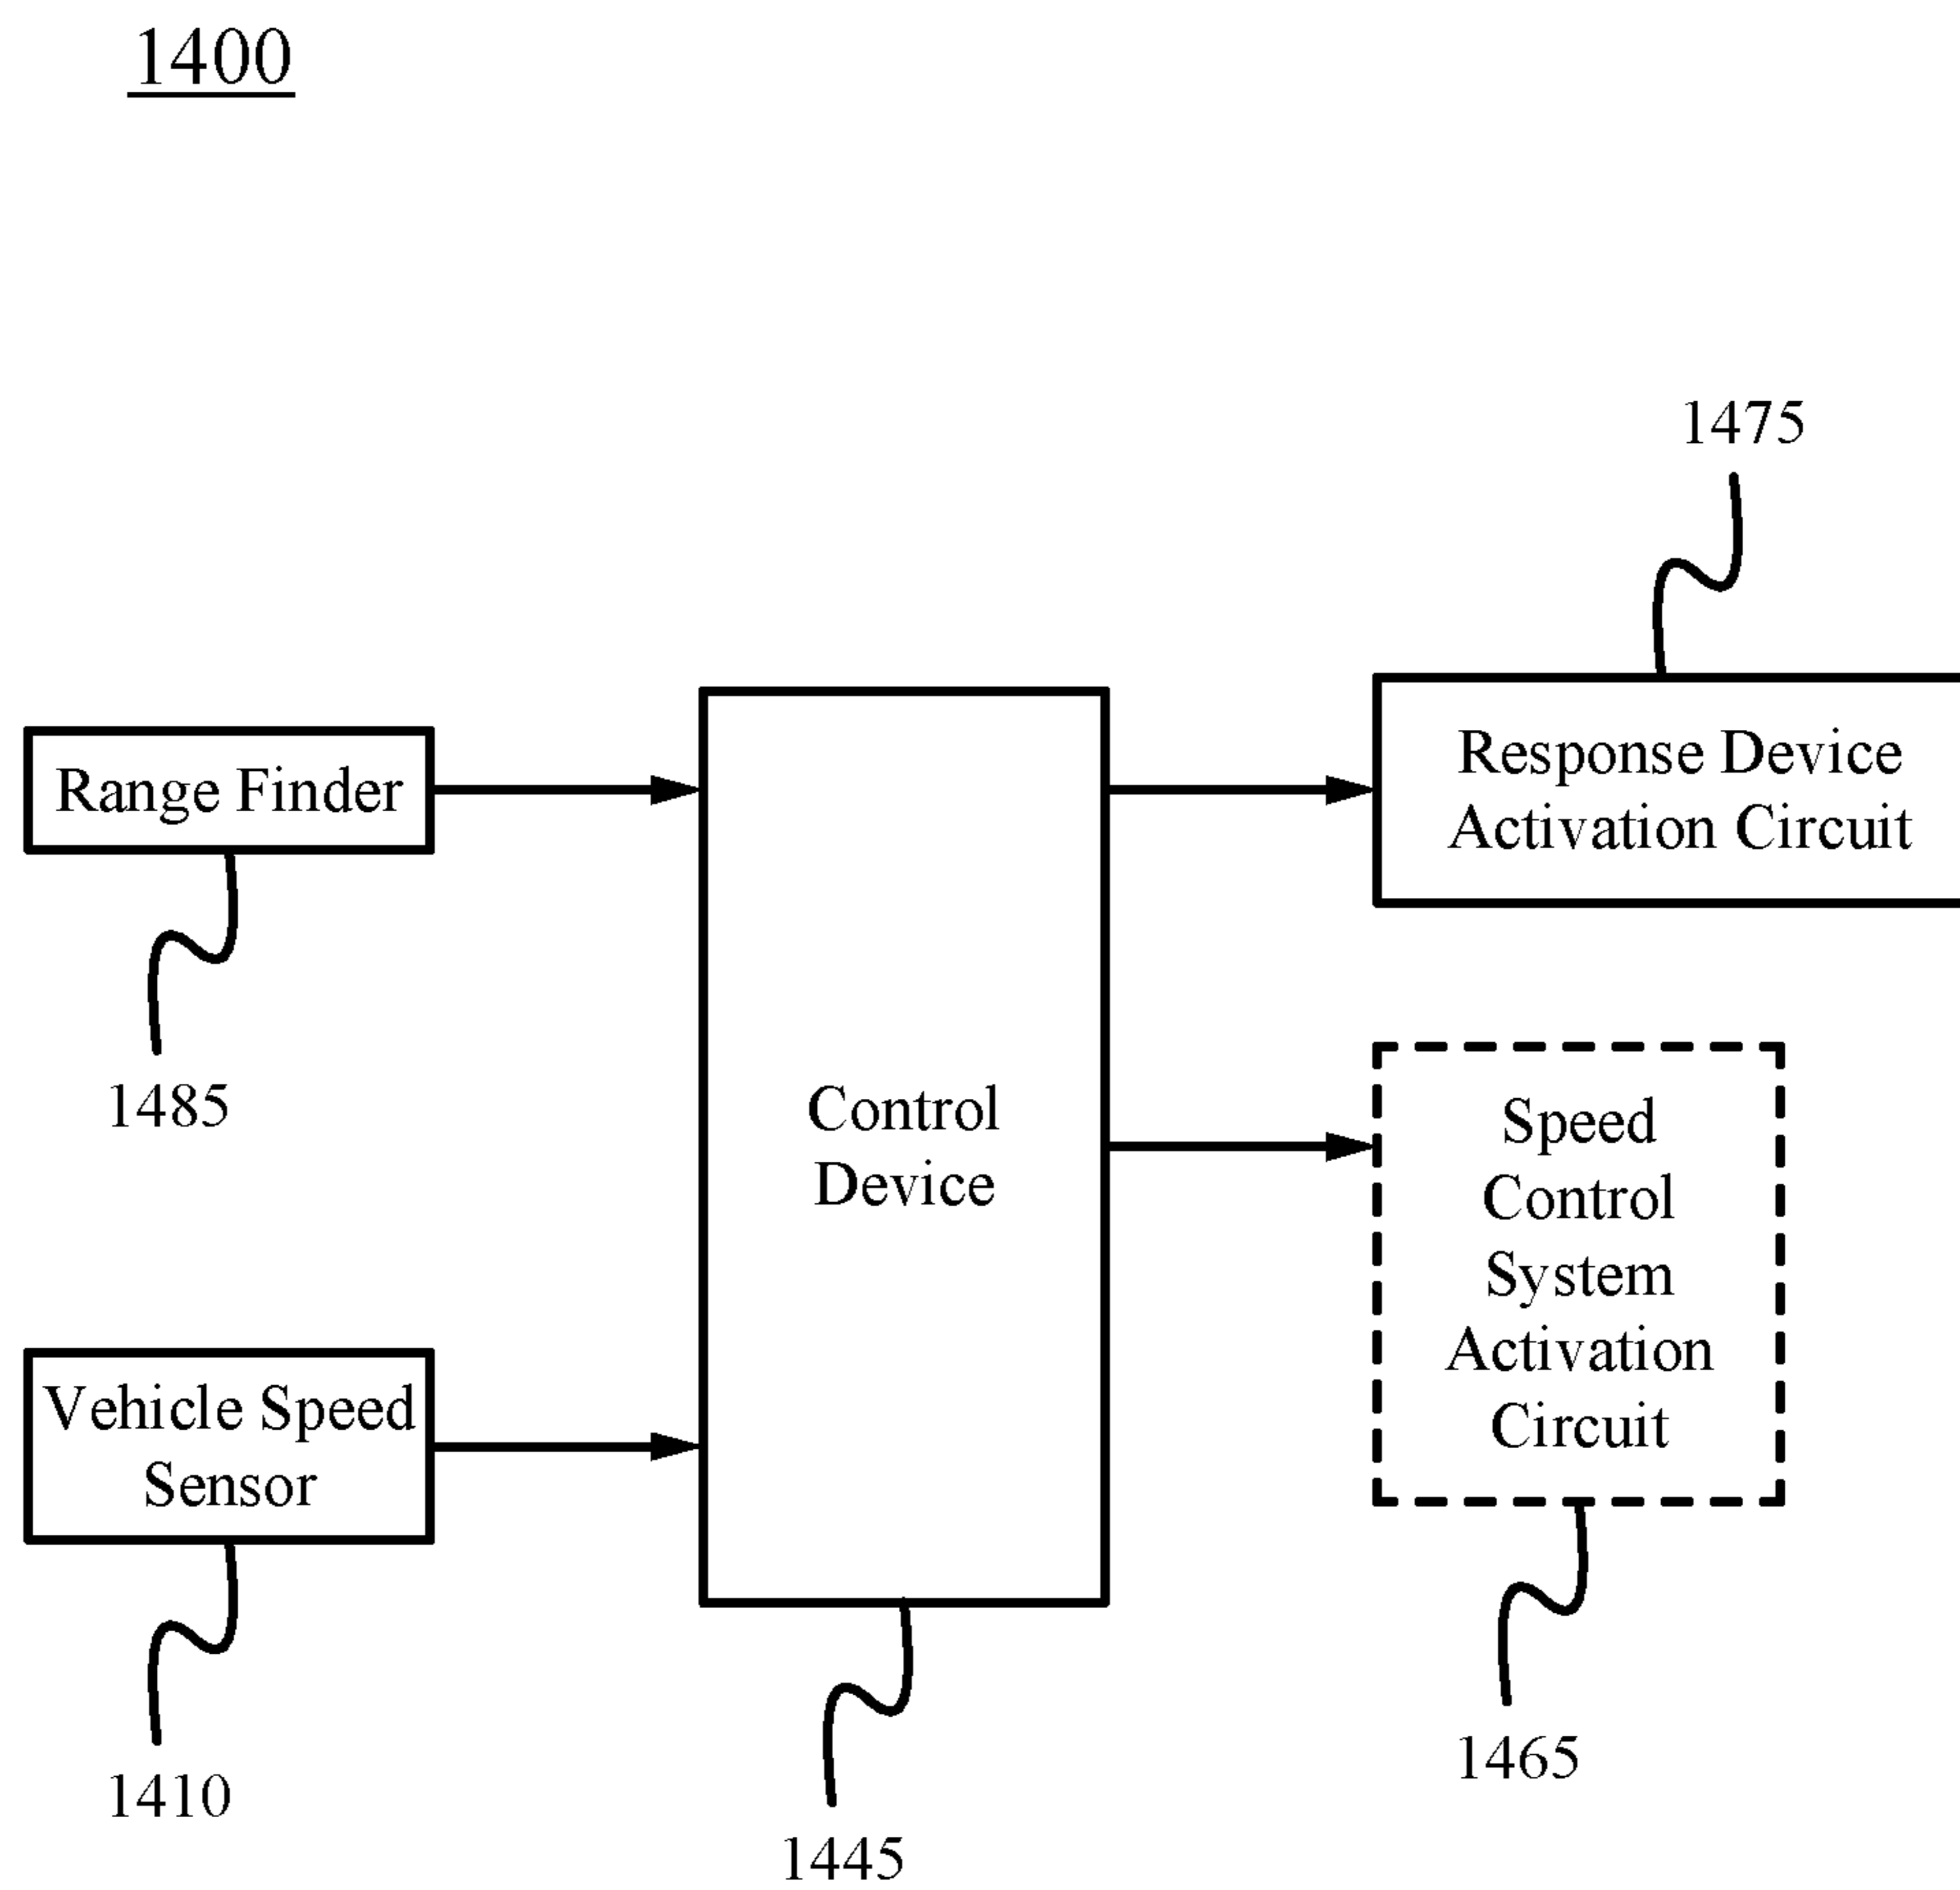 1400
1475
Range Finder
Response Device
Activation Circuit
1485
Control
Device
Speed
Control
System
Activation
Circuit
Vehicle Speed
Sensor
1410
1445
1465